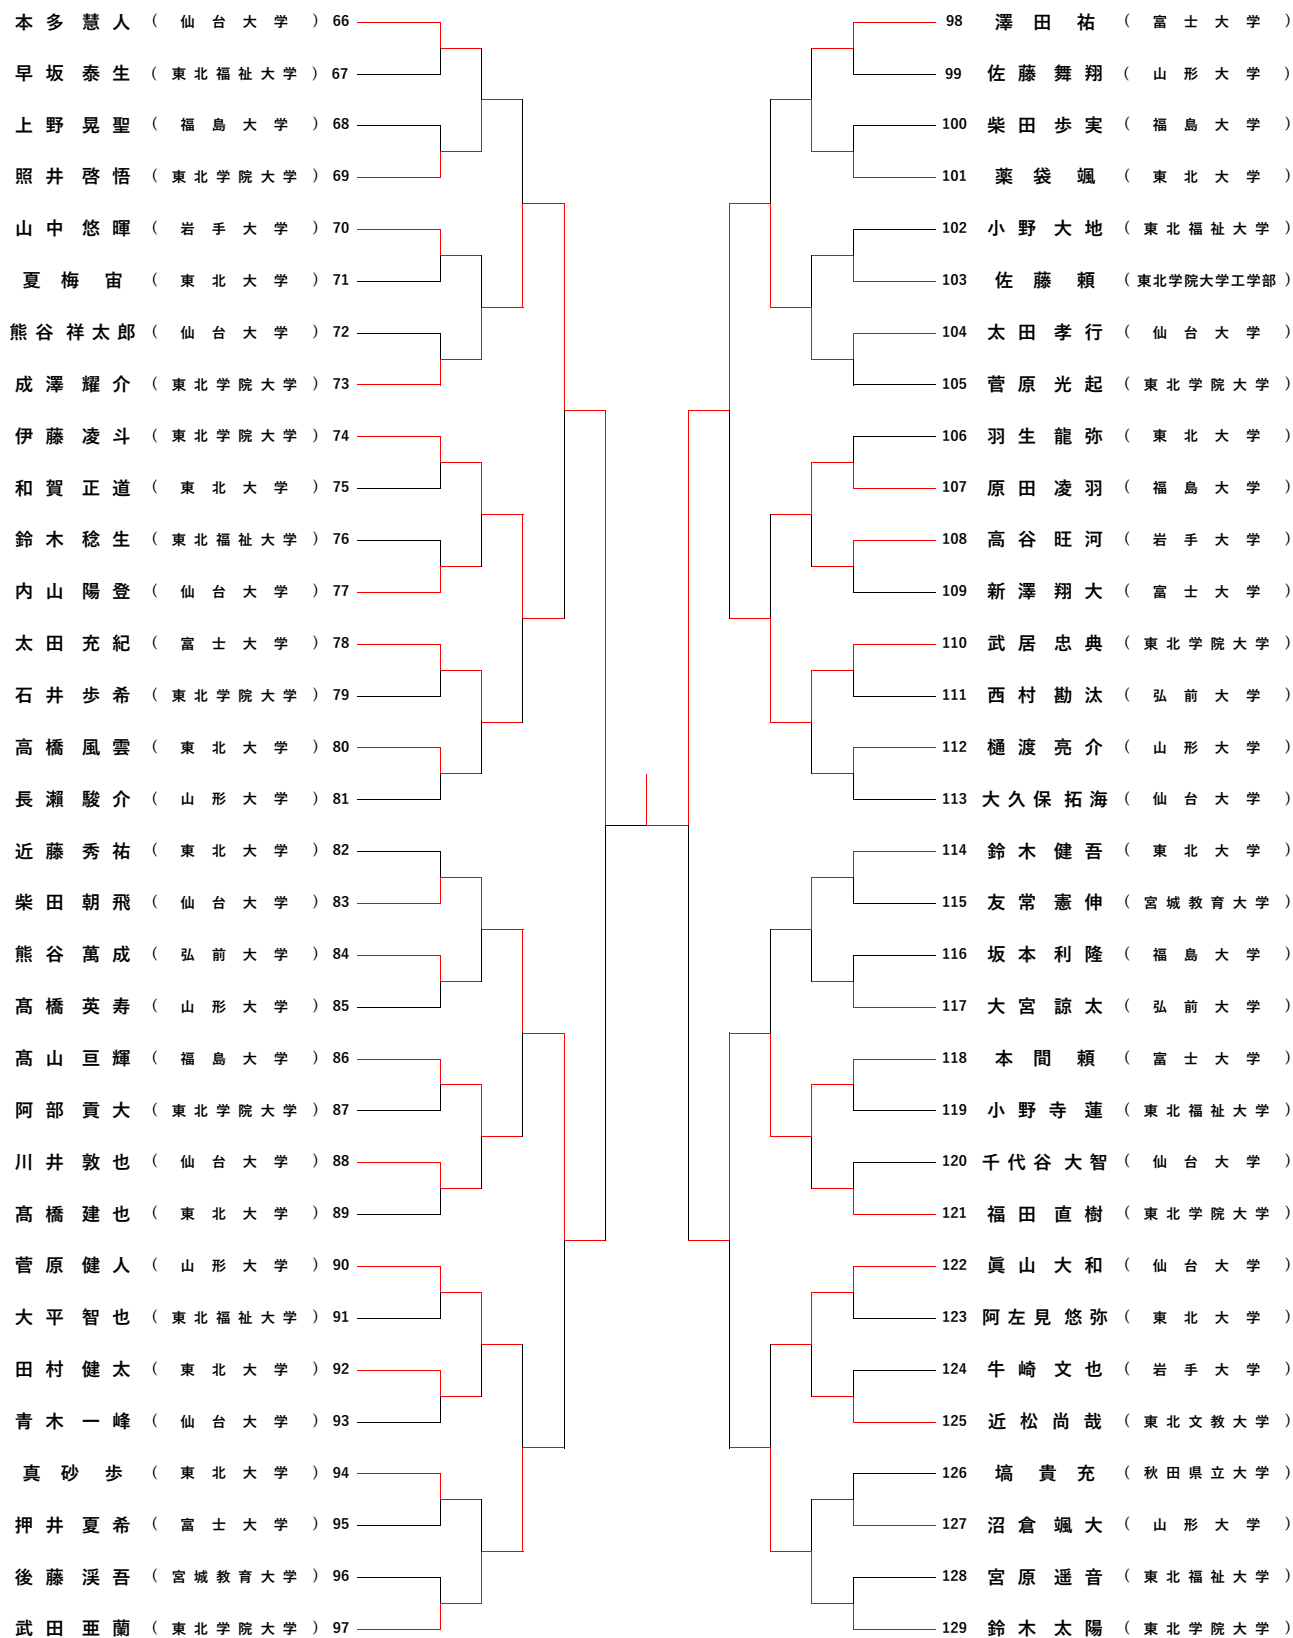 本多 慧人 ( 仙台大学 ) 66
早坂 泰生 ( 東北福祉大学 ) 67
上野 晃聖 ( 福島大学 ) 68
照井 啓悟 ( 東北学院大学 ) 69
山中 悠暉 ( 岩手大学 ) 70
夏梅 宙 ( 東北大学 ) 71
熊谷 祥太郎 ( 仙台大学 ) 72
成澤 耀介 ( 東北学院大学 ) 73
伊藤 凌斗 ( 東北学院大学 ) 74
和賀 正道 ( 東北大学 ) 75
鈴木 稔生 ( 東北福祉大学 ) 76
内山 陽登 ( 仙台大学 ) 77
太田 充紀 ( 富士大学 ) 78
石井 歩希 ( 東北学院大学 ) 79
高橋 風雲 ( 東北大学 ) 80
長瀬 駿介 ( 山形大学 ) 81
近藤 秀祐 ( 東北大学 ) 82
柴田 朝飛 ( 仙台大学 ) 83
熊谷 萬成 ( 弘前大学 ) 84
髙橋 英寿 ( 山形大学 ) 85
髙山 亘輝 ( 福島大学 ) 86
阿部 貢大 ( 東北学院大学 ) 87
川井 敦也 ( 仙台大学 ) 88
髙橋 建也 ( 東北大学 ) 89
菅原 健人 ( 山形大学 ) 90
大平 智也 ( 東北福祉大学 ) 91
田村 健太 ( 東北大学 ) 92
青木 一峰 ( 仙台大学 ) 93
真砂 歩 ( 東北大学 ) 94
押井 夏希 ( 富士大学 ) 95
後藤 渓吾 ( 宮城教育大学 ) 96
武田 亜蘭 ( 東北学院大学 ) 97
98 澤田 祐 ( 富士大学 )
99 佐藤 舞翔 ( 山形大学 )
100 柴田 歩実 ( 福島大学 )
101 薬袋 颯 ( 東北大学 )
102 小野 大地 ( 東北福祉大学 )
103 佐藤 頼 ( 東北学院大学工学部 )
104 太田 孝行 ( 仙台大学 )
105 菅原 光起 ( 東北学院大学 )
106 羽生 龍弥 ( 東北大学 )
107 原田 凌羽 ( 福島大学 )
108 高谷 旺河 ( 岩手大学 )
109 新澤 翔大 ( 富士大学 )
110 武居 忠典 ( 東北学院大学 )
111 西村 勘汰 ( 弘前大学 )
112 樋渡 亮介 ( 山形大学 )
113 大久保 拓海 ( 仙台大学 )
114 鈴木 健吾 ( 東北大学 )
115 友常 憲伸 ( 宮城教育大学 )
116 坂本 利隆 ( 福島大学 )
117 大宮 諒太 ( 弘前大学 )
118 本間 頼 ( 富士大学 )
119 小野寺 蓮 ( 東北福祉大学 )
120 千代谷 大智 ( 仙台大学 )
121 福田 直樹 ( 東北学院大学 )
122 眞山 大和 ( 仙台大学 )
123 阿左見 悠弥 ( 東北大学 )
124 牛崎 文也 ( 岩手大学 )
125 近松 尚哉 ( 東北文教大学 )
126 塙 貴充 ( 秋田県立大学 )
127 沼倉 颯大 ( 山形大学 )
128 宮原 遥音 ( 東北福祉大学 )
129 鈴木 太陽 ( 東北学院大学 )